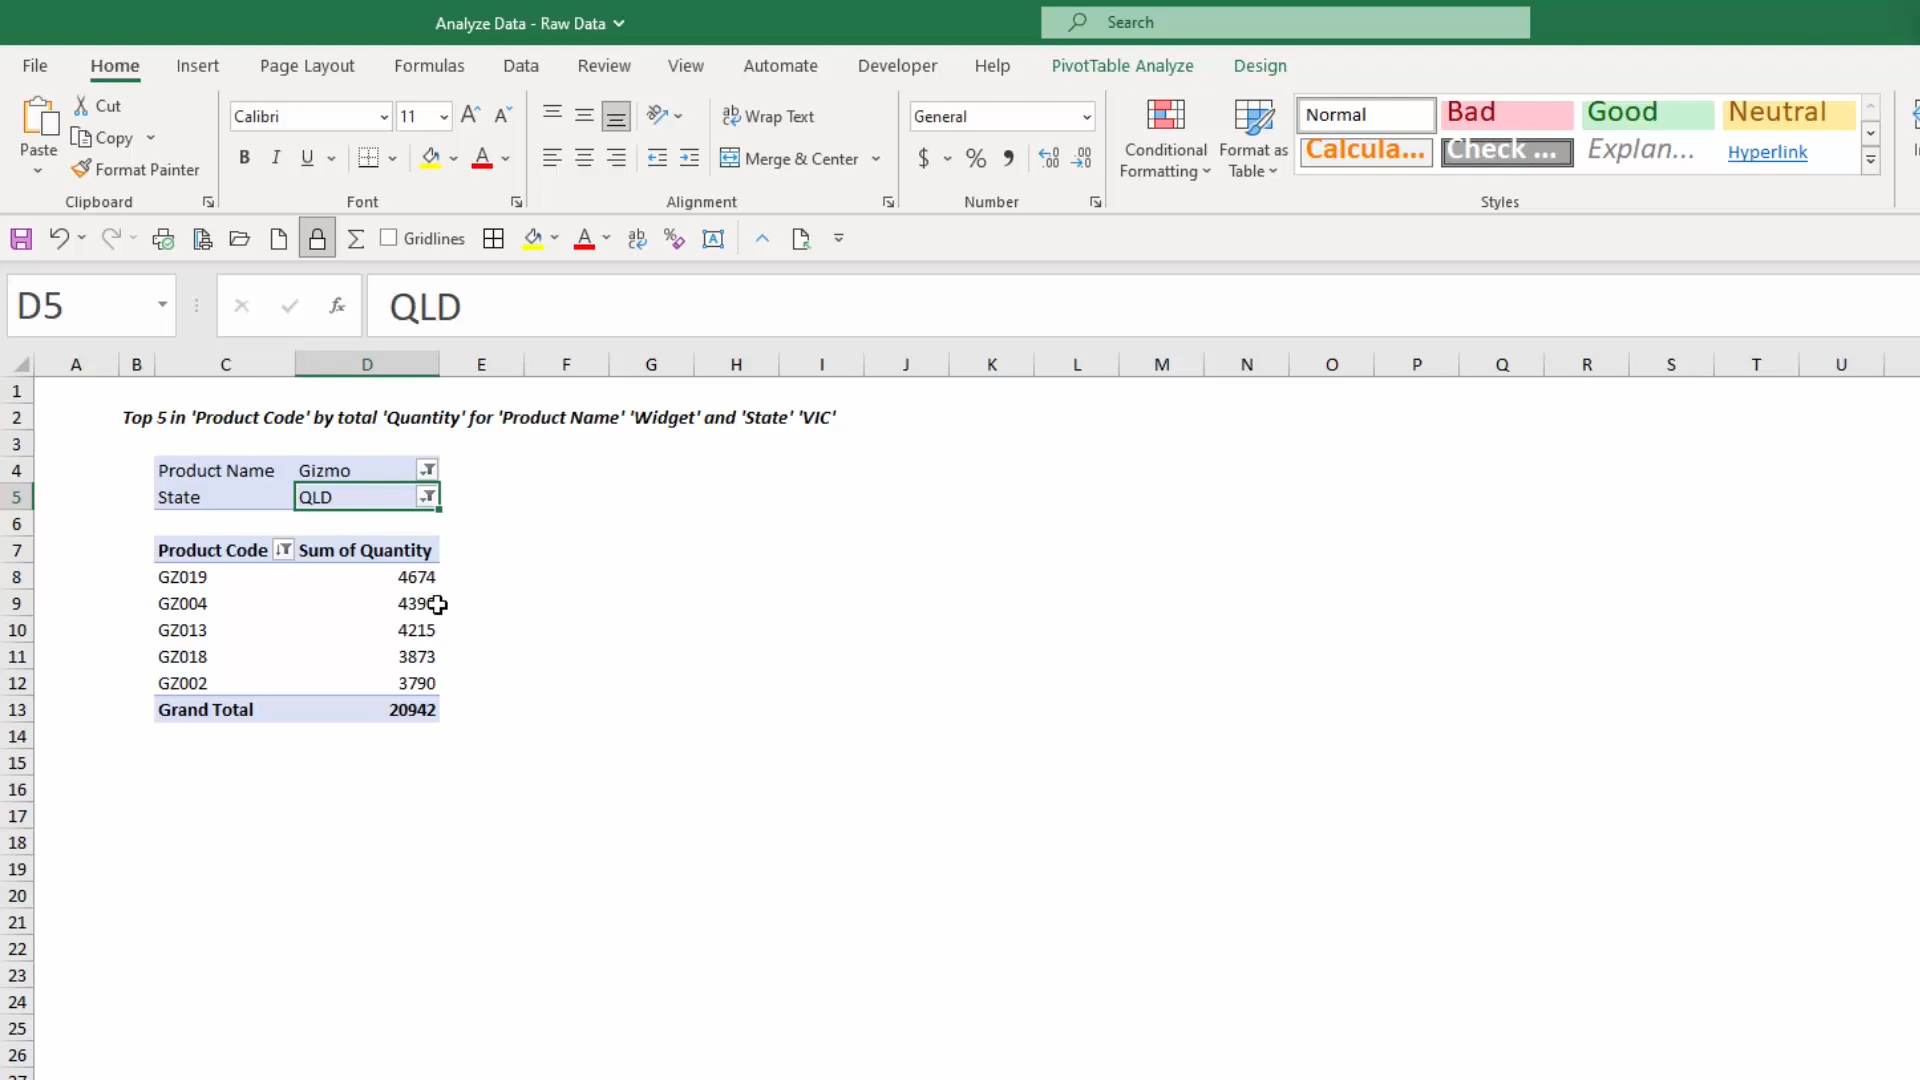 Analyze Data - Raw Data
Search
File Home Insert Page Layout Formulas Data Review View Automate Developer Help PivotTable Analyze Design
Paste
Cut
Copy
Format Painter
Clipboard
Calibri 11
B I U
Font
Wrap Text
Merge & Center
Alignment
General
$ %
Number
Conditional Formatting
Format as Table
Normal Bad Good Neutral
Calcula... Check ... Explan... Hyperlink
Styles
Gridlines
D5 fx QLD
A B C D E F G H I J K L M N O P Q R S T U
1
2 Top 5 in 'Product Code' by total 'Quantity' for 'Product Name' 'Widget' and 'State' 'VIC'
3
4 Product Name Gizmo
5 State QLD
6
7 Product Code Sum of Quantity
8 GZ019 4674
9 GZ004
10 GZ013 4215
11 GZ018 3873
12 GZ002 3790
13 Grand Total 20942
14
15
16
17
18
19
20
21
22
23
24
25
26